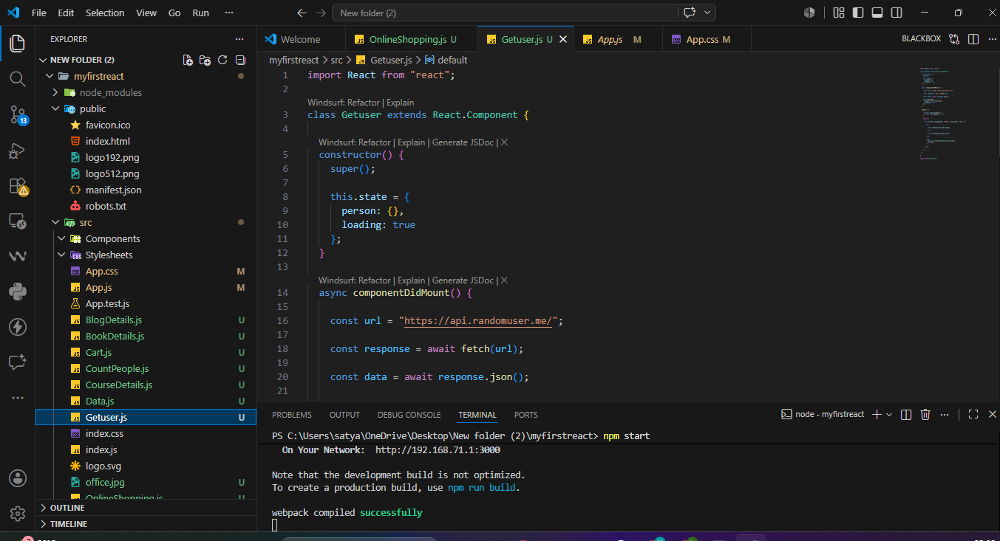 File Edit Selection View Go Run ··· New folder (2)
EXPLORER ···
NEW FOLDER (2)
myfirstreact
node_modules
public
favicon.ico
index.html
logo192.png
logo512.png
manifest.json
robots.txt
src
Components
Stylesheets
App.css M
App.js M
App.test.js
BlogDetails.js U
BookDetails.js U
Cart.js U
CountPeople.js U
CourseDetails.js U
Data.js U
Getuser.js U
index.css
index.js
logo.svg
office.jpg U
OnlineShopping.js U
OUTLINE
TIMELINE
13
Welcome OnlineShopping.js U Getuser.js U App.js M App.css M BLACKBOX ···
myfirstreact > src > Getuser.js > default
1 import React from "react";
2
Windsurf: Refactor | Explain
3 class Getuser extends React.Component {
4
Windsurf: Refactor | Explain | Generate JSDoc | X
5 constructor() {
6 super();
7
8 this.state = {
9 person: {},
10 loading: true
11 };
12 }
13
Windsurf: Refactor | Explain | Generate JSDoc | X
14 async componentDidMount() {
15
16 const url = "https://api.randomuser.me/";
17
18 const response = await fetch(url);
19
20 const data = await response.json();
21
PROBLEMS OUTPUT DEBUG CONSOLE TERMINAL PORTS node - myfirstreact ···
PS C:\Users\satya\OneDrive\Desktop\New folder (2)\myfirstreact> npm start
On Your Network: http://192.168.71.1:3000
Note that the development build is not optimized.
To create a production build, use npm run build.
webpack compiled successfully